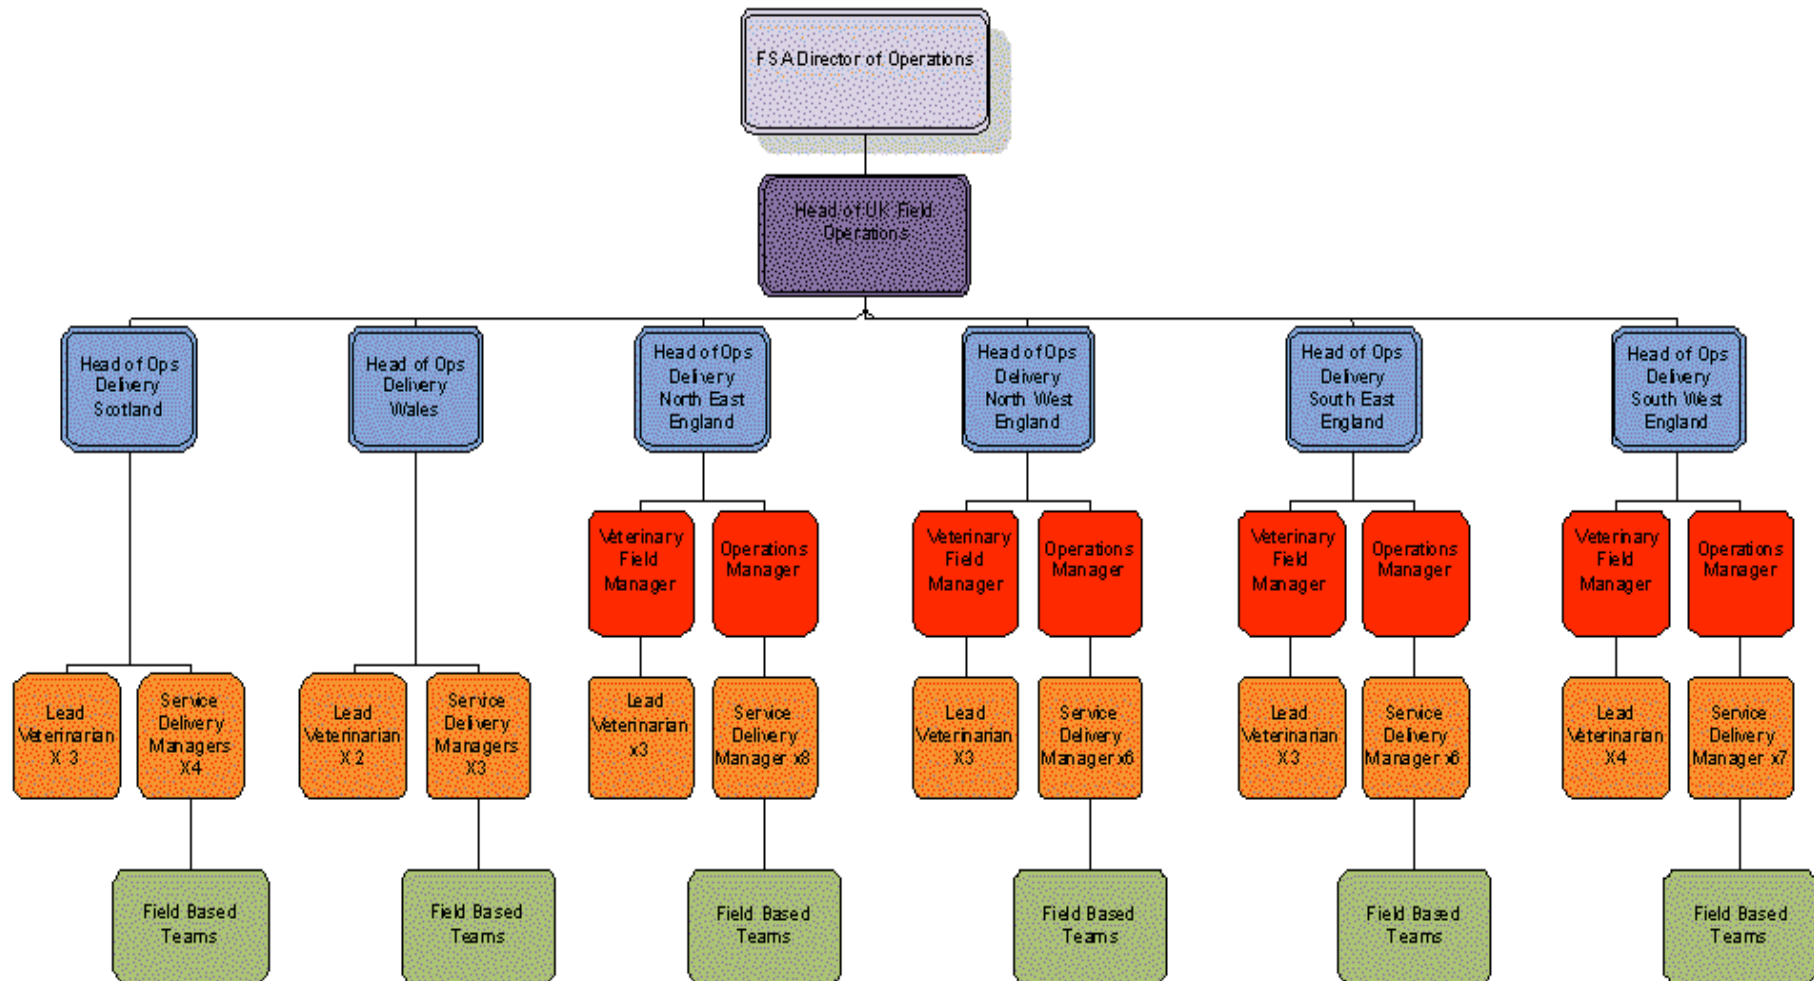 FSA Director of Operations
Head of UK Field
Operations
Head of Ops
Delivery
Scotland
Head of Ops
Delivery
Wales
Head of Ops
Delivery
North East
England
Head of Ops
Delivery
North West
England
Head of Ops
Delivery
South East
England
Head of Ops
Delivery
South West
England
Veterinary
Field
Manager
Operations
Manager
Veterinary
Field
Manager
Operations
Manager
Veterinary
Field
Manager
Operations
Manager
Veterinary
Field
Manager
Operations
Manager
Lead
Veterinarian
X 3
Service
Delivery
Managers
X4
Lead
Veterinarian
X 2
Service
Delivery
Managers
X3
Lead
Veterinarian
x3
Service
Delivery
Manager x8
Lead
Veterinarian
X3
Service
Delivery
Manager x6
Lead
Veterinarian
X3
Service
Delivery
Manager x6
Lead
Veterinarian
X4
Service
Delivery
Manager x7
Field Based
Teams
Field Based
Teams
Field Based
Teams
Field Based
Teams
Field Based
Teams
Field Based
Teams